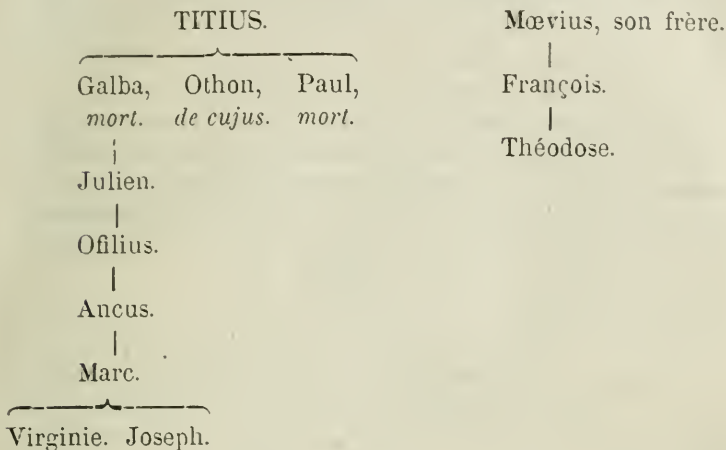 TITIUS. Mœvius, son frère.
Galba, Othon, Paul, François.
mort. de cujus. mort.
Théodose.
Julien.
Ofilius.
Ancus.
Marc.
Virginie. Joseph.